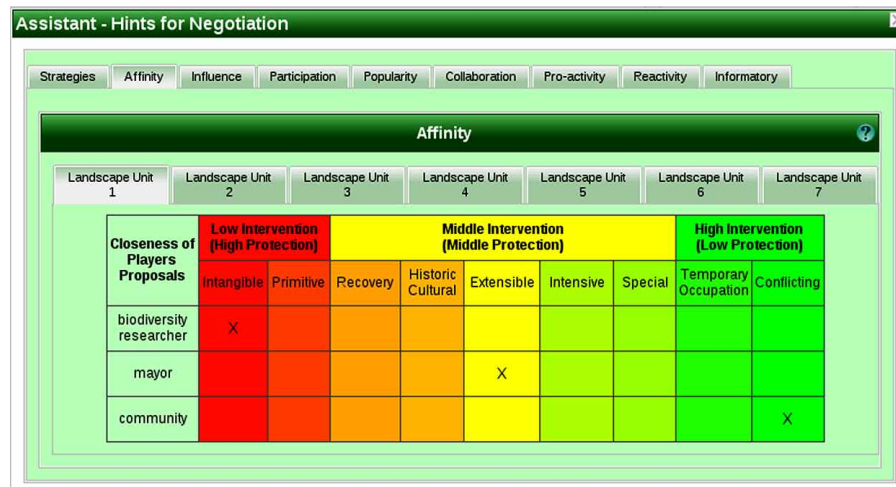 Assistant - Hints for Negotiation
Strategies Affinity Influence Participation Popularity Collaboration Pro-activity Reactivity Informatory
Affinity ?
Landscape Unit 1 Landscape Unit 2 Landscape Unit 3 Landscape Unit 4 Landscape Unit 5 Landscape Unit 6 Landscape Unit 7
Closeness of Players Proposals
Low Intervention (High Protection) Middle Intervention (Middle Protection) High Intervention (Low Protection)
Intangible Primitive Recovery Historic Cultural Extensible Intensive Special Temporary Occupation Conflicting
biodiversity researcher X
mayor X
community X